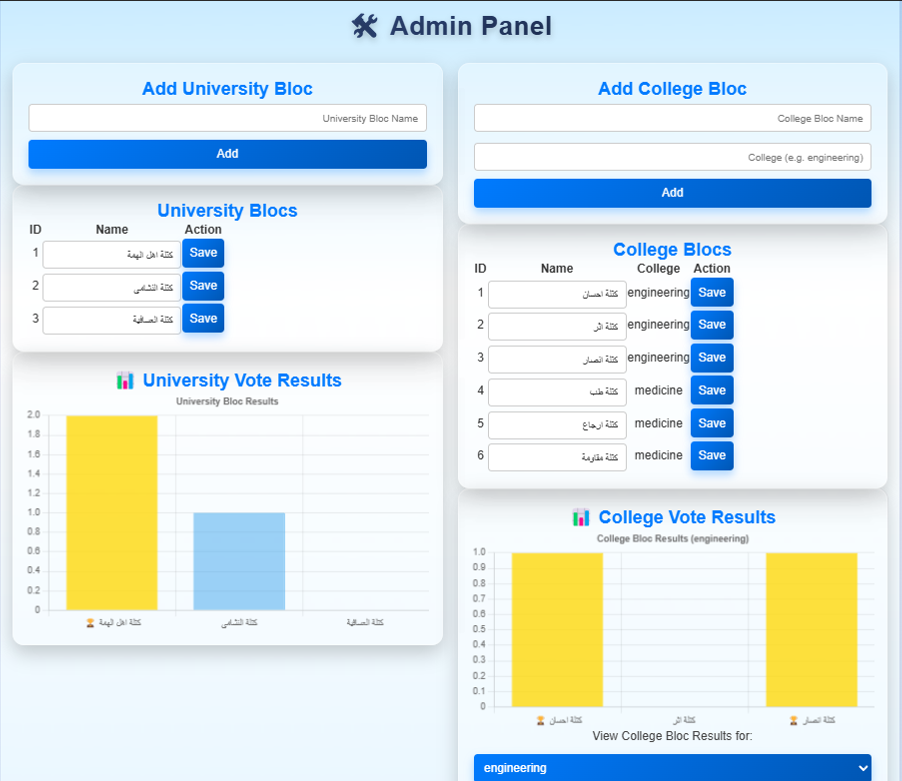 🛠 Admin Panel
Add University Bloc
University Bloc Name
Add
University Blocs
ID Name Action
1 كتلة اهل الهمة Save
2 كتلة النشامى Save
3 كتلة الصافية Save
📊 University Vote Results
University Bloc Results
2.0
1.8
1.6
1.4
1.2
1.0
0.8
0.6
0.4
0.2
0
🏆 كتلة اهل الهمة كتلة النشامى كتلة الصافية
Add College Bloc
College Bloc Name
College (e.g. engineering)
Add
College Blocs
ID Name College Action
1 كتلة احسان engineering Save
2 كتلة اثر engineering Save
3 كتلة انصار engineering Save
4 كتلة طب medicine Save
5 كتلة ارجاع medicine Save
6 كتلة مقاومة medicine Save
📊 College Vote Results
College Bloc Results (engineering)
1.0
0.9
0.8
0.7
0.6
0.5
0.4
0.3
0.2
0.1
0
🏆 كتلة احسان كتلة اثر 🏆 كتلة انصار
View College Bloc Results for:
engineering